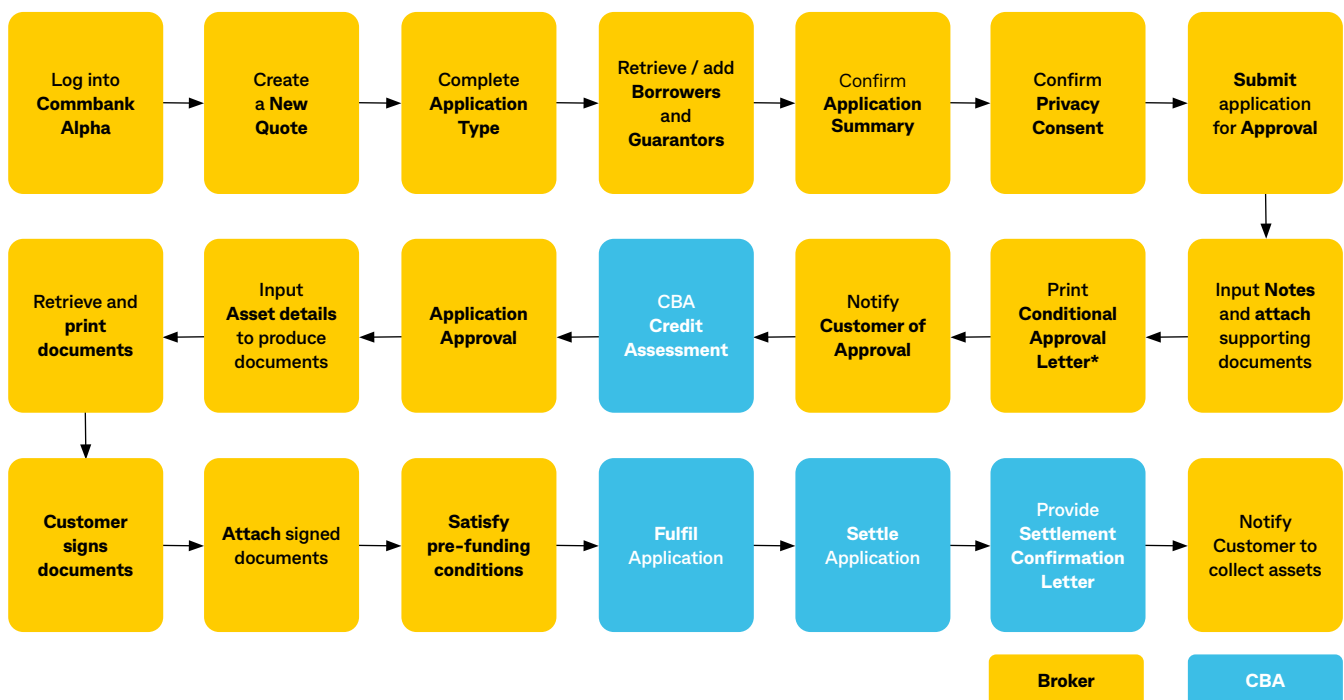 Log into
Commbank
Alpha
Create
a New
Quote
Complete
Application
Type
Retrieve / add
Borrowers
and
Guarantors
Confirm
Application
Summary
Confirm
Privacy
Consent
Submit
application
for Approval
Retrieve and
print
documents
Input
Asset details
to produce
documents
Application
Approval
CBA
Credit
Assessment
Notify
Customer of
Approval
Print
Conditional
Approval
Letter*
Input Notes
and attach
supporting
documents
Customer
signs
documents
Attach signed
documents
Satisfy
pre-funding
conditions
Fulfil
Application
Settle
Application
Provide
Settlement
Confirmation
Letter
Notify
Customer to
collect assets
Broker
CBA